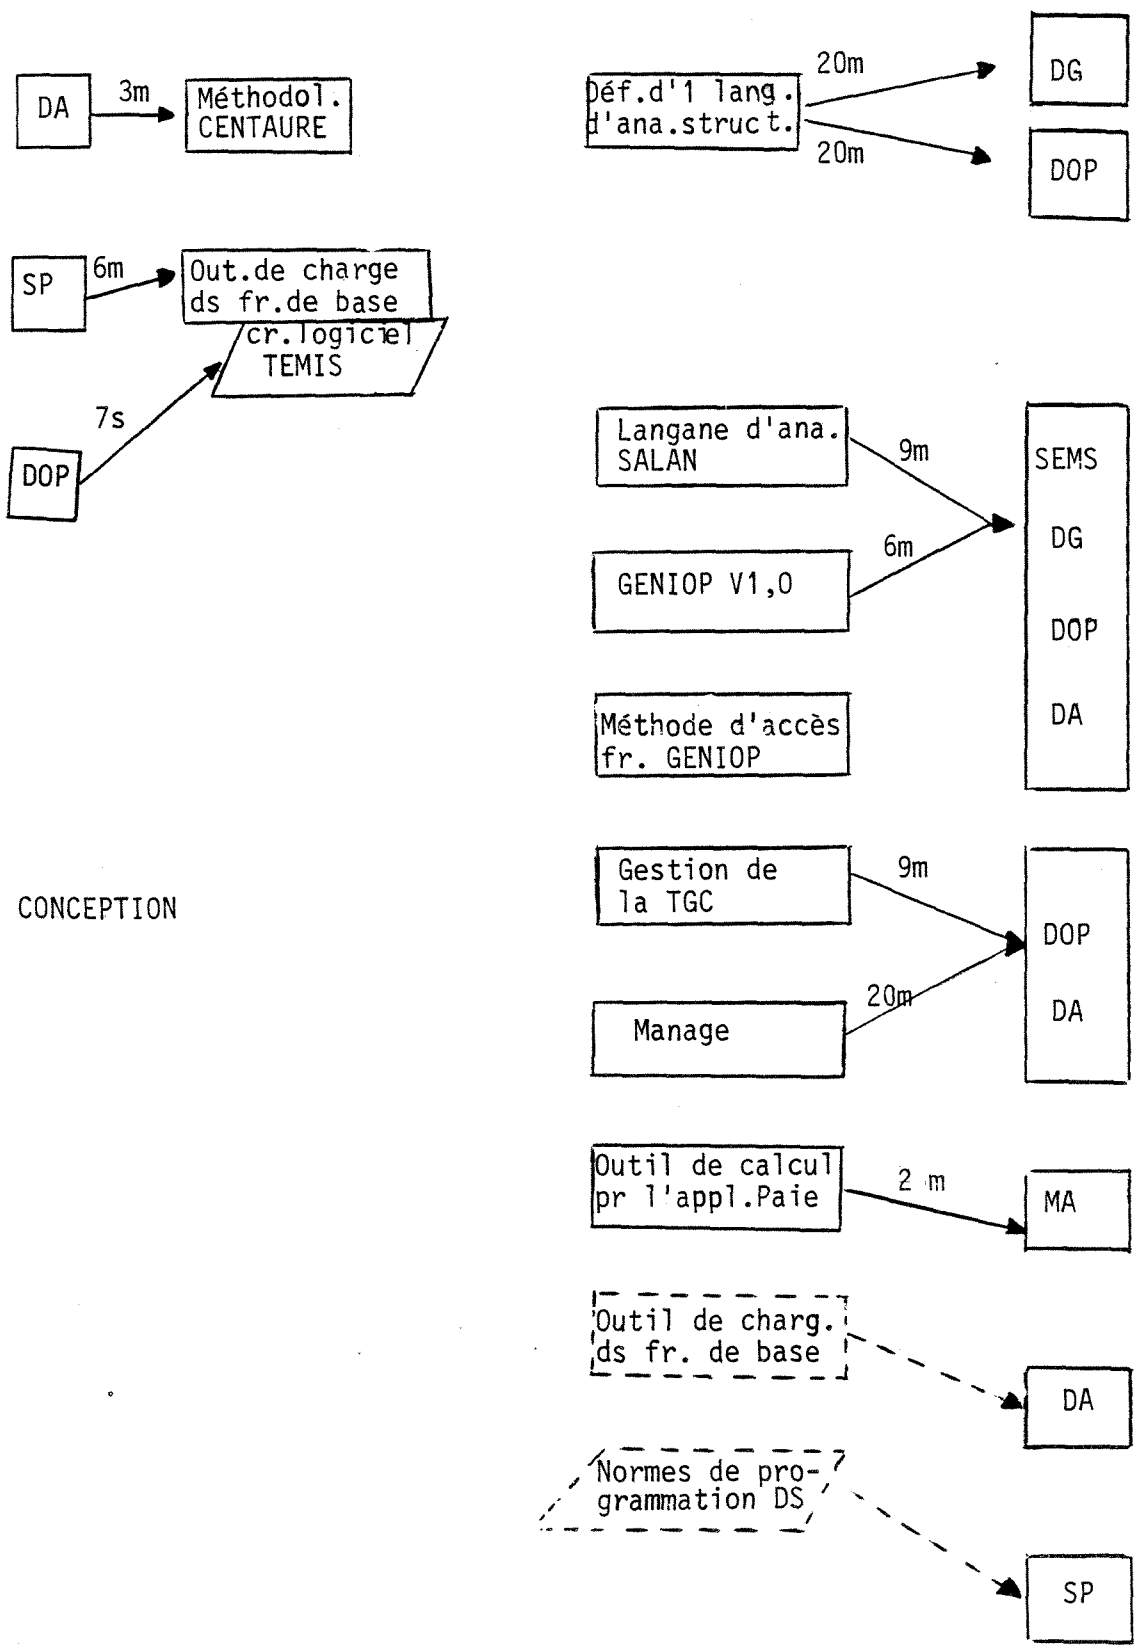 DA
3m
Méthodol.
CENTAURE
SP
6m
Out.de charge
ds fr.de base
cr.logiciel
TEMIS
7s
DOP
CONCEPTION
Déf.d'1 lang.
d'ana.struct.
20m
20m
DG
DOP
Langane d'ana.
SALAN
9m
GENIOP V1,0
6m
Méthode d'accès
fr. GENIOP
SEMS
DG
DOP
DA
Gestion de
la TGC
9m
Manage
20m
DOP
DA
Outil de calcul
pr l'appl.Paie
2 m
MA
Outil de charg.
ds fr. de base
DA
Normes de pro-
grammation DS
SP